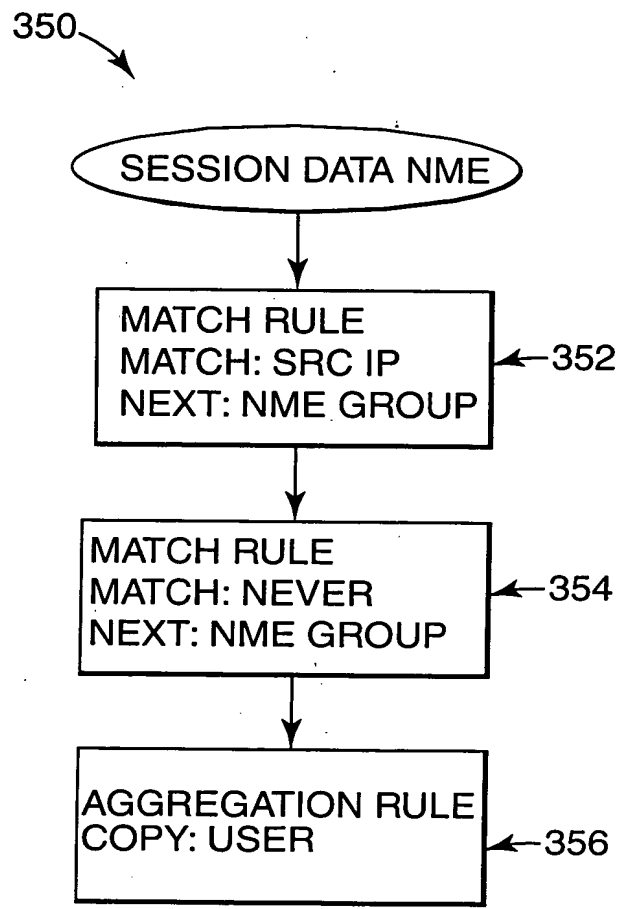 350
SESSION DATA NME
MATCH RULE
MATCH: SRC IP
NEXT: NME GROUP
352
MATCH RULE
MATCH: NEVER
NEXT: NME GROUP
354
AGGREGATION RULE
COPY: USER
356